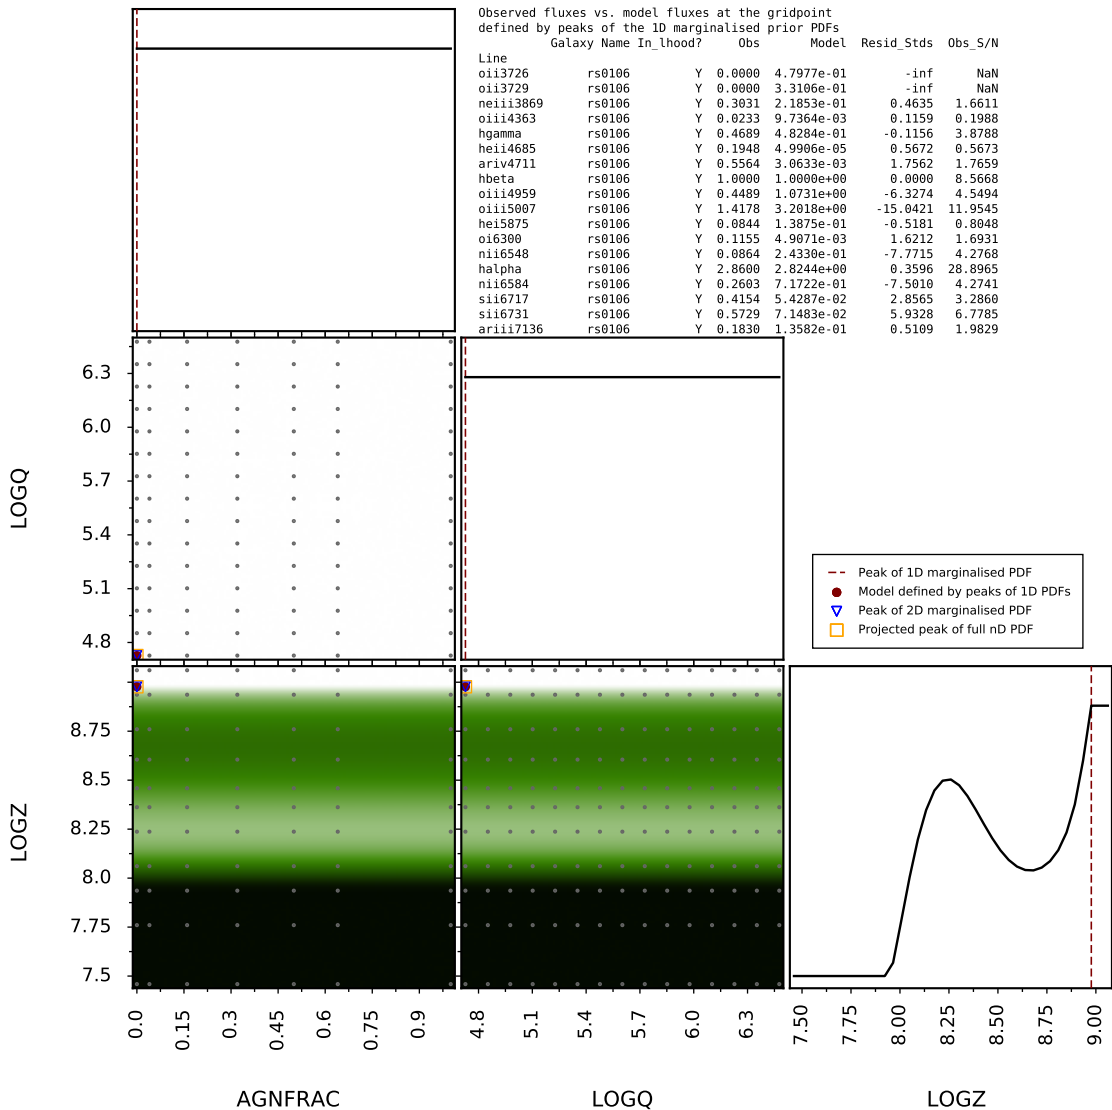 Observed fluxes vs. model fluxes at the gridpoint
defined by peaks of the 1D marginalised prior PDFs
Galaxy Name In_lhood? Obs Model Resid_Stds Obs_S/N
Line
oii3726 rs0106 Y 0.0000 4.7977e-01 -inf NaN
oii3729 rs0106 Y 0.0000 3.3106e-01 -inf NaN
neiii3869 rs0106 Y 0.3031 2.1853e-01 0.4635 1.6611
oiii4363 rs0106 Y 0.0233 9.7364e-03 0.1159 0.1988
hgamma rs0106 Y 0.4689 4.8284e-01 -0.1156 3.8788
heii4685 rs0106 Y 0.1948 4.9906e-05 0.5672 0.5673
ariv4711 rs0106 Y 0.5564 3.0633e-03 1.7562 1.7659
hbeta rs0106 Y 1.0000 1.0000e+00 0.0000 8.5668
oiii4959 rs0106 Y 0.4489 1.0731e+00 -6.3274 4.5494
oiii5007 rs0106 Y 1.4178 3.2018e+00 -15.0421 11.9545
hei5875 rs0106 Y 0.0844 1.3875e-01 -0.5181 0.8048
oi6300 rs0106 Y 0.1155 4.9071e-03 1.6212 1.6931
nii6548 rs0106 Y 0.0864 2.4330e-01 -7.7715 4.2768
halpha rs0106 Y 2.8600 2.8244e+00 0.3596 28.8965
nii6584 rs0106 Y 0.2603 7.1722e-01 -7.5010 4.2741
sii6717 rs0106 Y 0.4154 5.4287e-02 2.8565 3.2860
sii6731 rs0106 Y 0.5729 7.1483e-02 5.9328 6.7785
ariii7136 rs0106 Y 0.1830 1.3582e-01 0.5109 1.9829
LOGQ
6.3
6.0
5.7
5.4
5.1
4.8
Peak of 1D marginalised PDF
Model defined by peaks of 1D PDFs
Peak of 2D marginalised PDF
Projected peak of full nD PDF
LOGZ
8.75
8.5
8.25
8.0
7.75
7.5
0.0 0.15 0.3 0.45 0.6 0.75 0.9
4.8 5.1 5.4 5.7 6.0 6.3
7.50 7.75 8.00 8.25 8.50 8.75 9.00
AGNFRAC LOGQ LOGZ